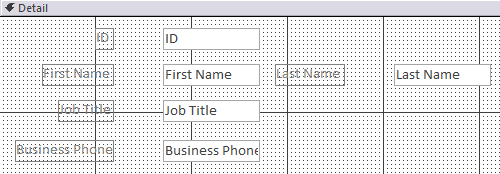 Detail
ID ID
First Name First Name Last Name Last Name
Job Title Job Title
Business Phone Business Phone